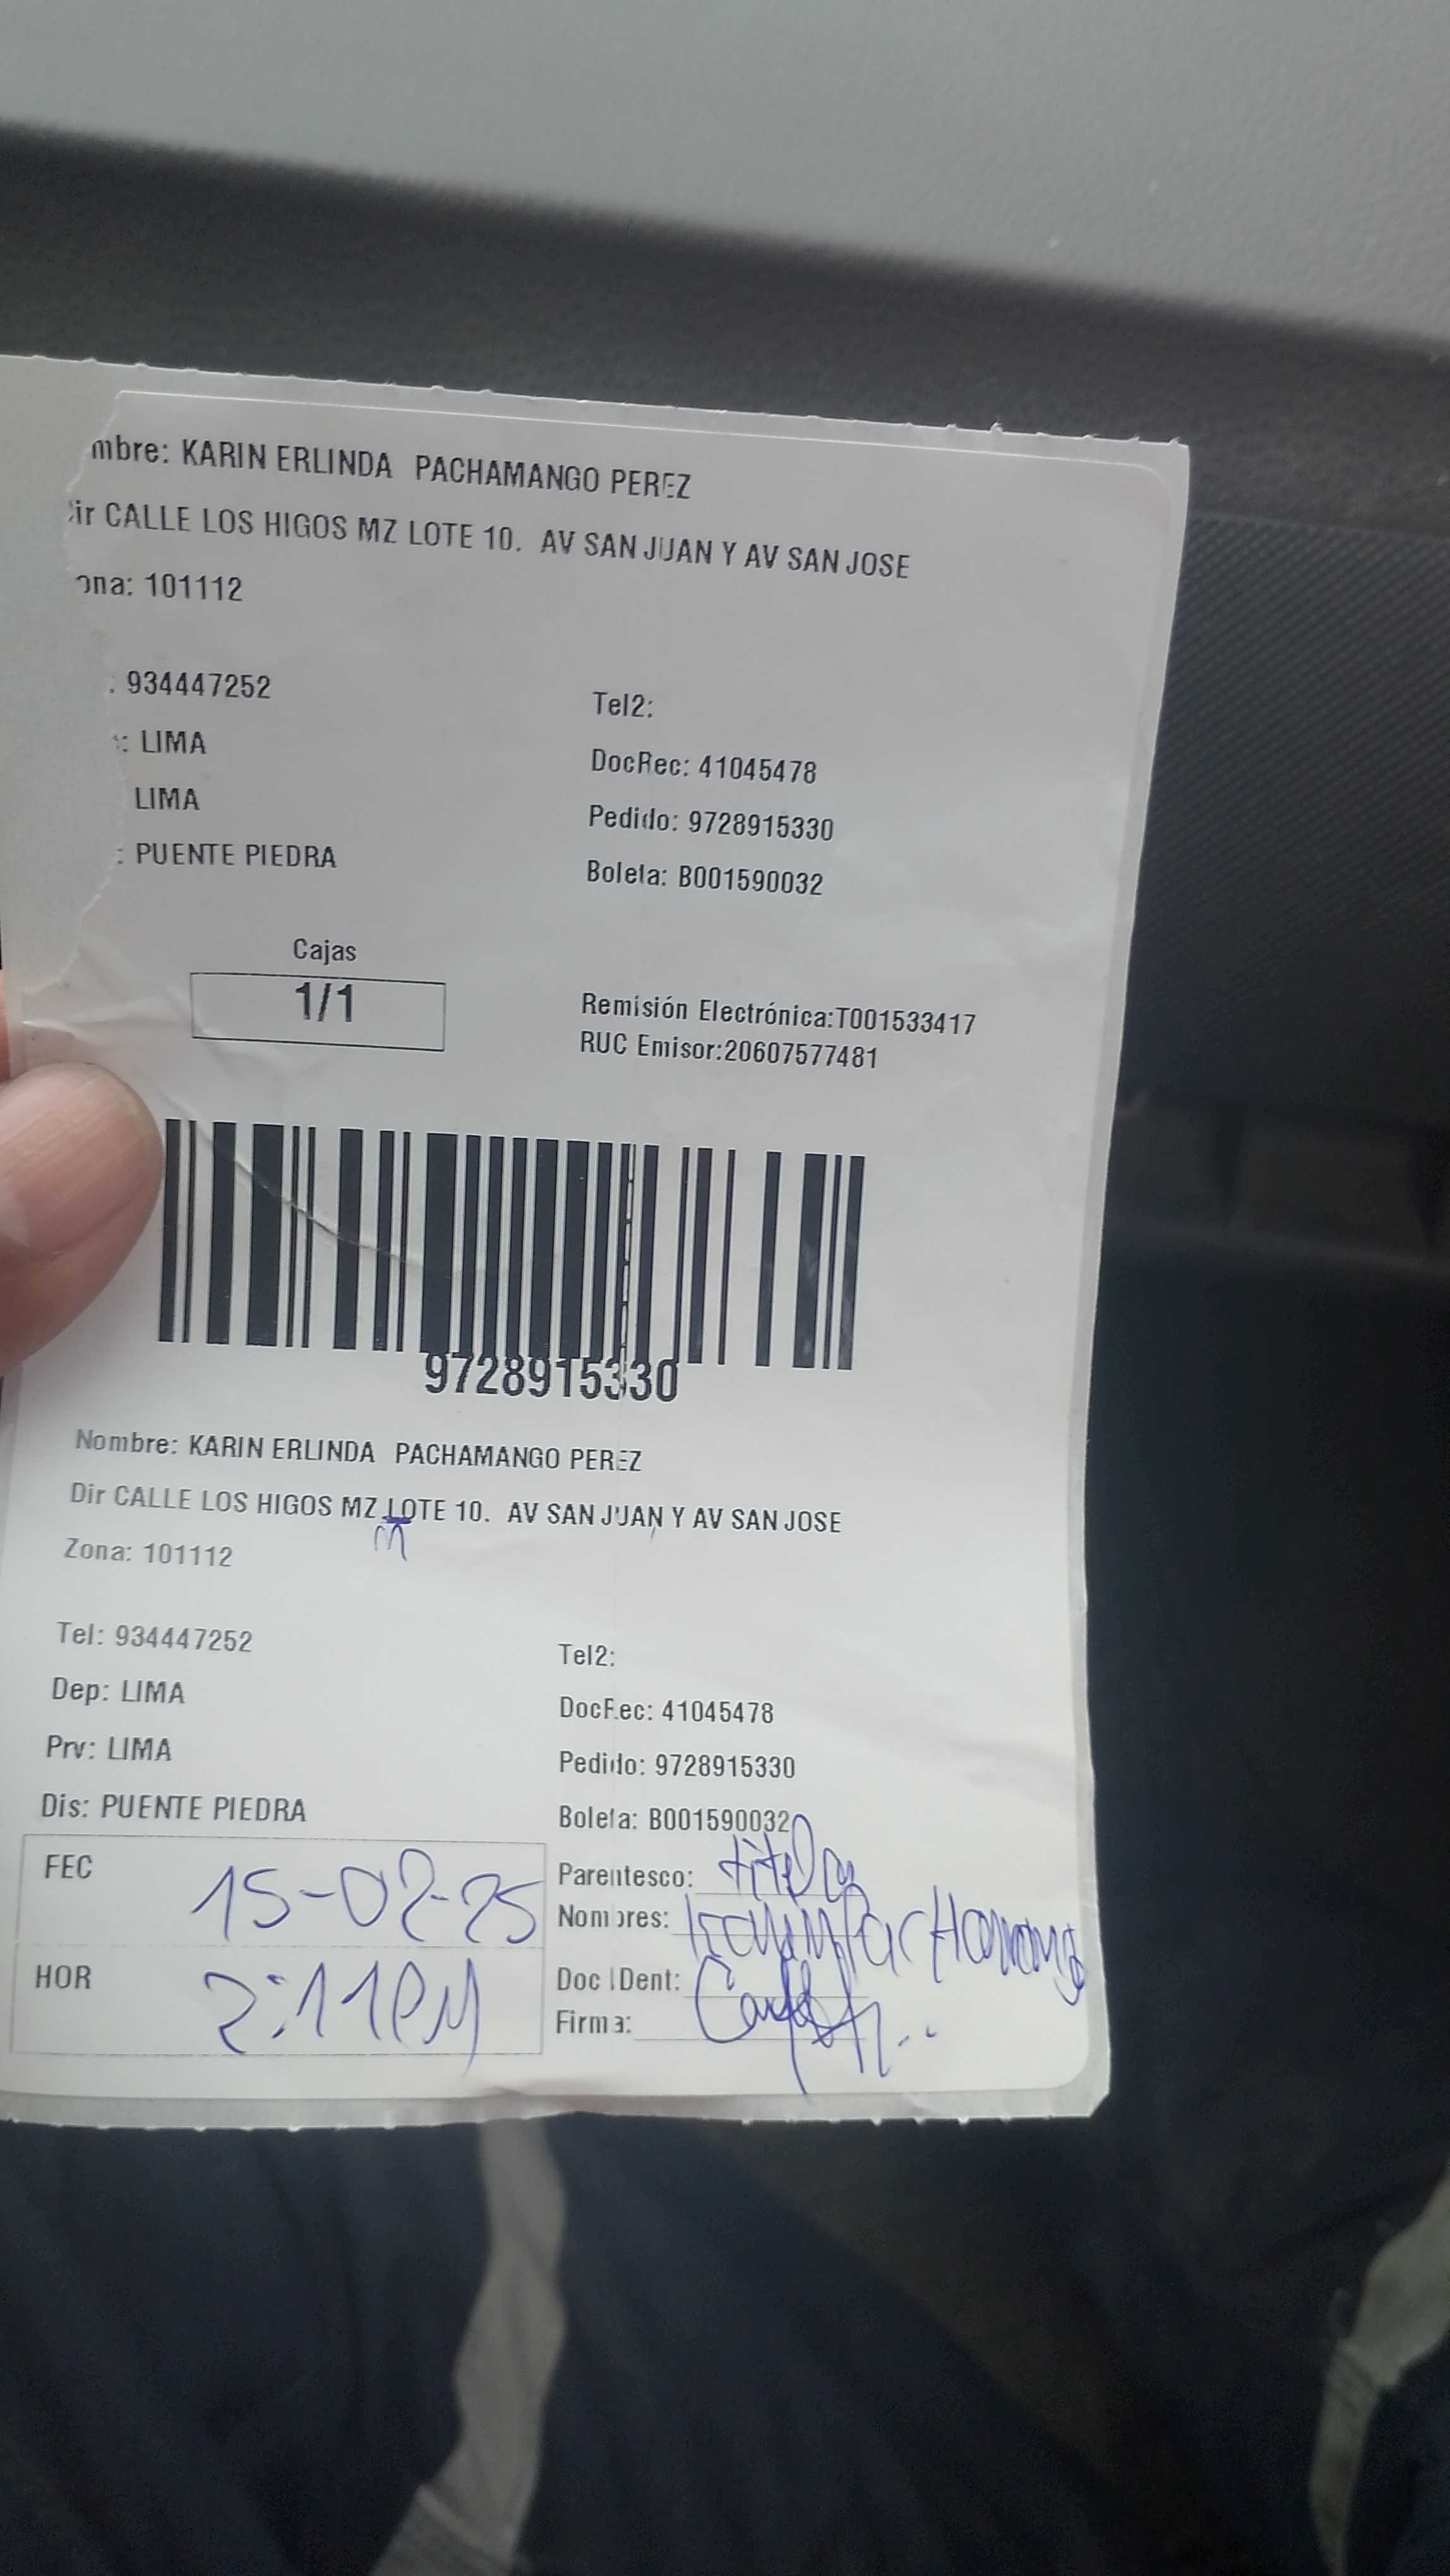 mbre: KARIN ERLINDA PACHAMANGO PEREZ
ir CALLE LOS HIGOS MZ LOTE 10. AV SAN JUAN Y AV SAN JOSE
ona: 101112
. 934447252
Tel2:
: LIMA
DocRec: 41045478
LIMA
Pedido: 9728915330
: PUENTE PIEDRA
Boleta: B001590032
Cajas
1/1
Remisión Electrónica:T001533417
RUC Emisor:20607577481
9728915330
Nombre: KARIN ERLINDA PACHAMANGO PEREZ
Dir CALLE LOS HIGOS MZ LOTE 10. AV SAN JUAN Y AV SAN JOSE
M
Zona: 101112
Tel: 934447252
Tel2:
Dep: LIMA
DocRec: 41045478
Prv: LIMA
Pedido: 9728915330
Dis: PUENTE PIEDRA
Boleta: B001590032
FEC 15-02-25
Parentesco: titular
Nombres: Karin Pachamango
HOR 2:11PM
Doc IDent:
Firma: